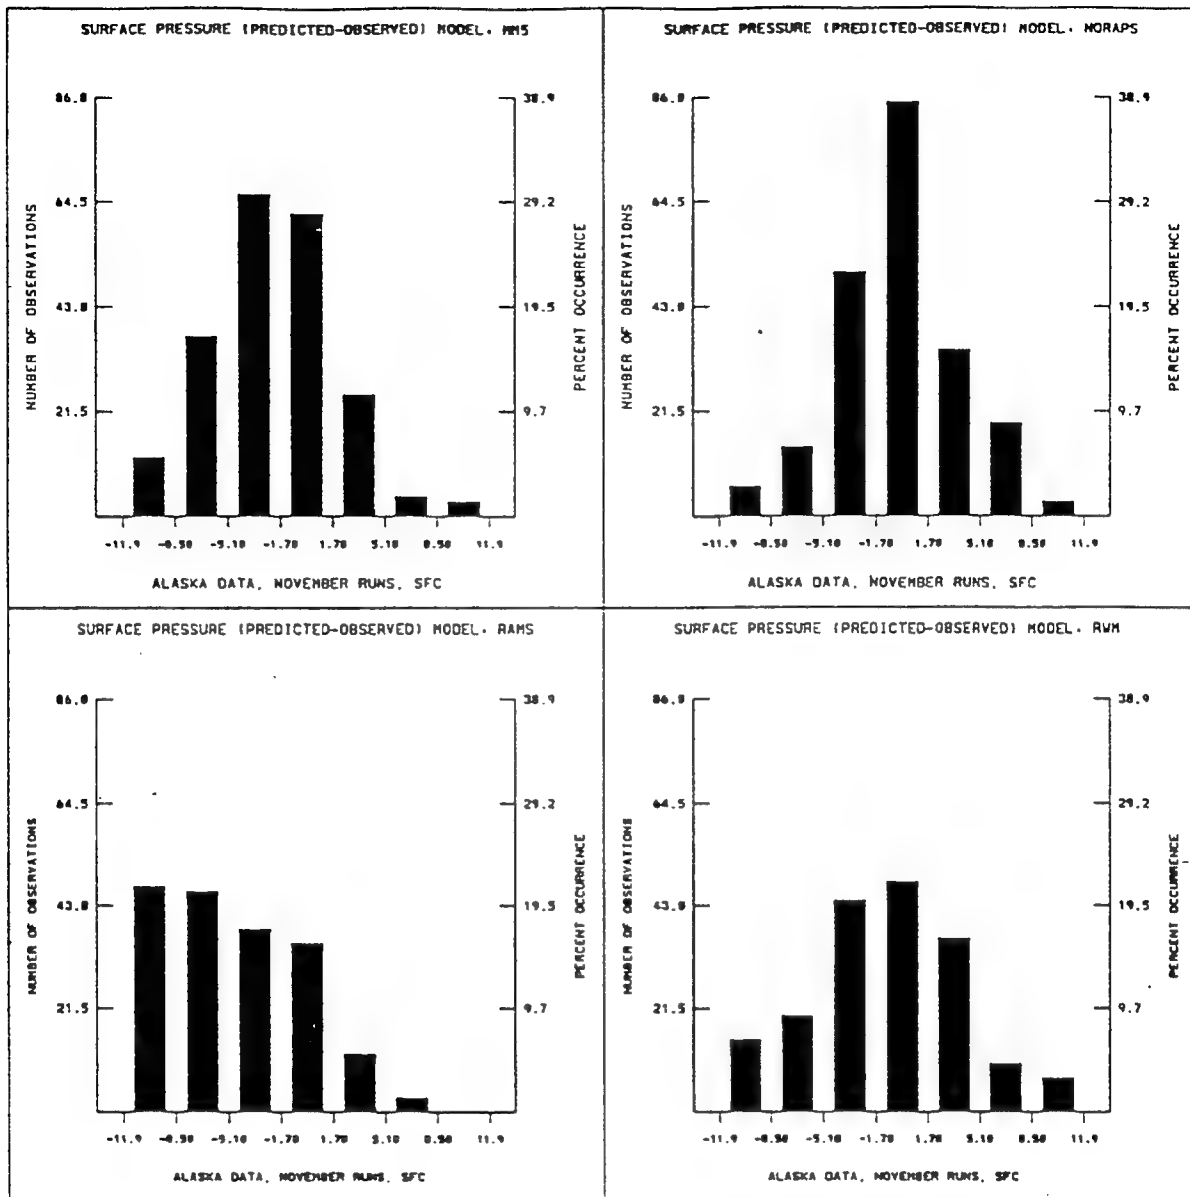 SURFACE PRESSURE (PREDICTED-OBSERVED) MODEL. MM5
86.0
64.5
43.0
21.5
38.9
29.2
19.5
9.7
NUMBER OF OBSERVATIONS
PERCENT OCCURRENCE
-11.9 -8.50 -5.10 -1.70 1.70 5.10 8.50 11.9
ALASKA DATA, NOVEMBER RUNS, SFC
SURFACE PRESSURE (PREDICTED-OBSERVED) MODEL. NORAPS
86.0
64.5
43.0
21.5
38.9
29.2
19.5
9.7
NUMBER OF OBSERVATIONS
PERCENT OCCURRENCE
-11.9 -8.50 -5.10 -1.70 1.70 5.10 8.50 11.9
ALASKA DATA, NOVEMBER RUNS, SFC
SURFACE PRESSURE (PREDICTED-OBSERVED) MODEL. RAMS
86.0
64.5
43.0
21.5
38.9
29.2
19.5
9.7
NUMBER OF OBSERVATIONS
PERCENT OCCURRENCE
-11.9 -8.50 -5.10 -1.70 1.70 5.10 8.50 11.9
ALASKA DATA, NOVEMBER RUNS, SFC
SURFACE PRESSURE (PREDICTED-OBSERVED) MODEL. RWM
86.0
64.5
43.0
21.5
38.9
29.2
19.5
9.7
NUMBER OF OBSERVATIONS
PERCENT OCCURRENCE
-11.9 -8.50 -5.10 -1.70 1.70 5.10 8.50 11.9
ALASKA DATA, NOVEMBER RUNS, SFC